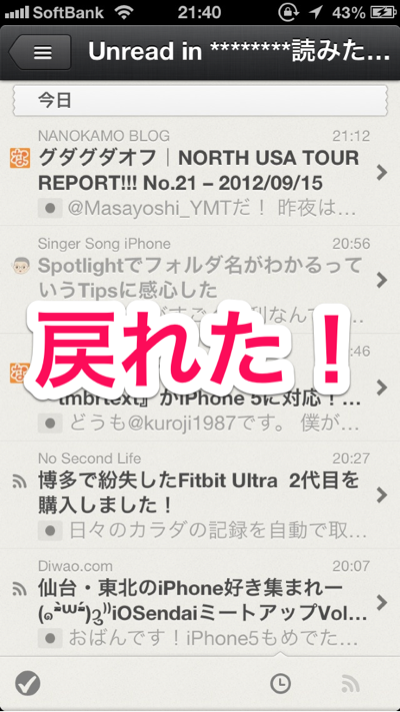 SoftBank 21:40 43%
Unread in ********読みた...
今日
NANOKAMO BLOG 21:12
グダグダオフ｜NORTH USA TOUR
REPORT!!! No.21 – 2012/09/15
@Masayoshi_YMTだ！ 昨夜は...
Singer Song iPhone 20:56
Spotlightでフォルダ名がわかるって
いうTipsに感心した
戻れた！
:46
tmbrtext』がiPhone 5に対応！...
どうも@kuroji1987です。 僕が...
No Second Life 20:27
博多で紛失したFitbit Ultra 2代目を
購入しました！
日々のカラダの記録を自動で取...
Diwao.com 20:07
仙台・東北のiPhone好き集まれー
(๑•̀ㅂ•́)و⁾⁾iOSendaiミートアップVol...
おばんです！iPhone5もめでた...